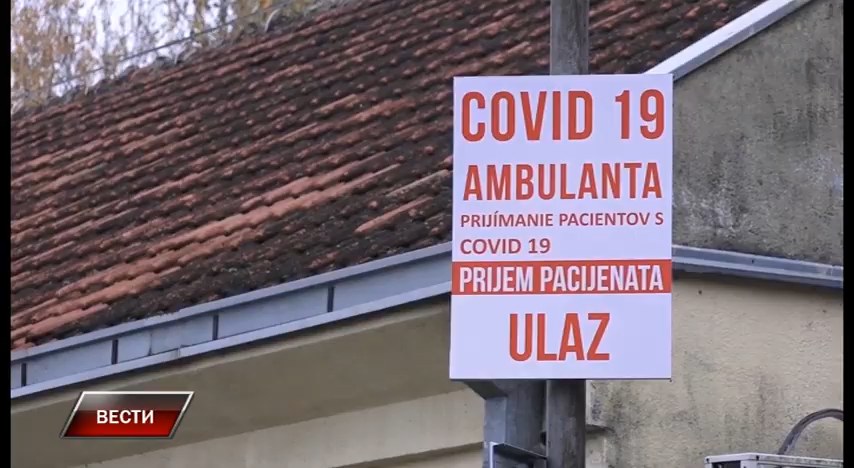 COVID 19
AMBULANTA
PRIJÍMANIE PACIENTOV S
COVID 19
PRIJEM PACIJENATA
ULAZ
ВЕСТИ